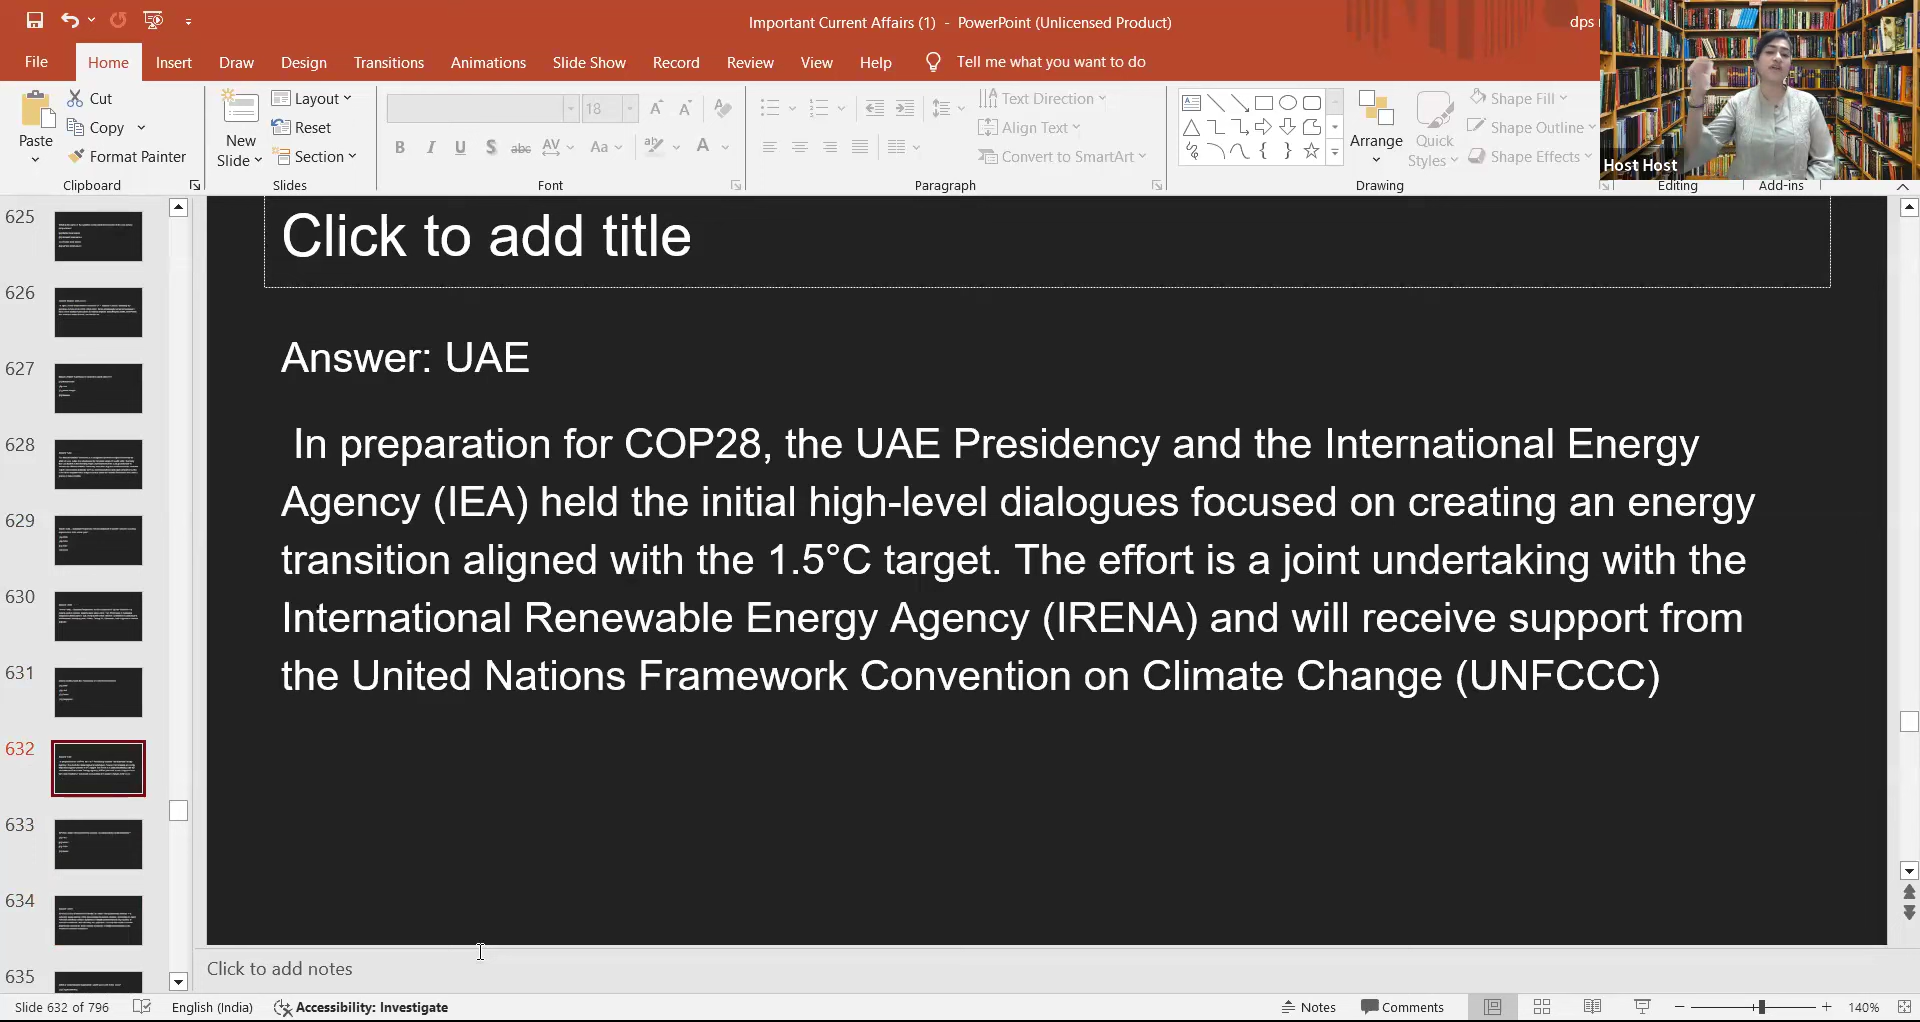 Important Current Affairs (1) - PowerPoint (Unlicensed Product)
dps
File
Home
Insert
Draw
Design
Transitions
Animations
Slide Show
Record
Review
View
Help
Tell me what you want to do
Paste
Cut
Copy
Format Painter
Clipboard
New
Slide
Layout
Reset
Section
Slides
18
B I U S abc AV Aa A
Font
Text Direction
Align Text
Convert to SmartArt
Paragraph
Arrange
Quick
Styles
Shape Fill
Shape Outline
Shape Effects
Drawing
Editing
Add-ins
Host Host
625
626
627
628
629
630
631
632
633
634
635
Click to add title
Answer: UAE
In preparation for COP28, the UAE Presidency and the International Energy
Agency (IEA) held the initial high-level dialogues focused on creating an energy
transition aligned with the 1.5°C target. The effort is a joint undertaking with the
International Renewable Energy Agency (IRENA) and will receive support from
the United Nations Framework Convention on Climate Change (UNFCCC)
Click to add notes
Slide 632 of 796
English (India)
Accessibility: Investigate
Notes
Comments
140%